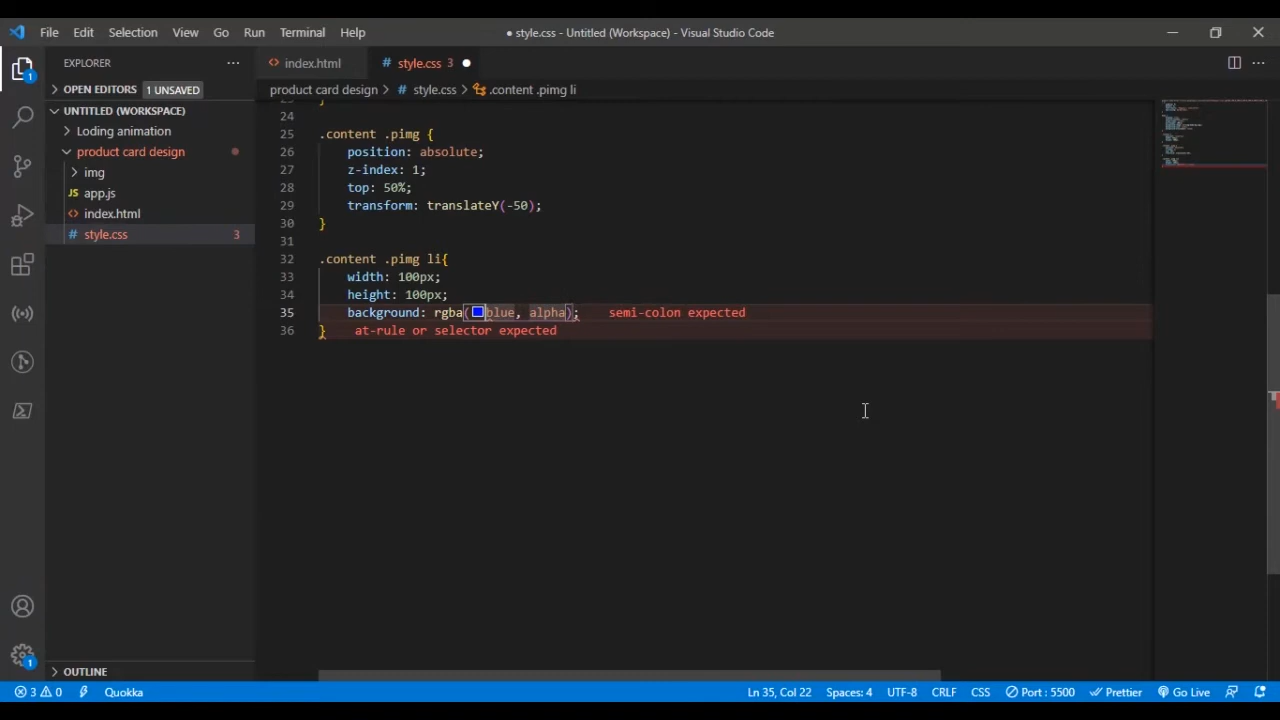 File Edit Selection View Go Run Terminal Help
● style.css - Untitled (Workspace) - Visual Studio Code
EXPLORER
index.html
# style.css 3
OPEN EDITORS 1 UNSAVED
product card design > # style.css > .content .pimg li
UNTITLED (WORKSPACE)
Loding animation
product card design
img
JS app.js
<> index.html
# style.css 3
24
25 .content .pimg {
26 position: absolute;
27 z-index: 1;
28 top: 50%;
29 transform: translateY(-50);
30 }
31
32 .content .pimg li{
33 width: 100px;
34 height: 100px;
35 background: rgba(blue, alpha); semi-colon expected
36 } at-rule or selector expected
1
1
OUTLINE
3 0 Quokka
Ln 35, Col 22 Spaces: 4 UTF-8 CRLF CSS Port : 5500 Prettier Go Live